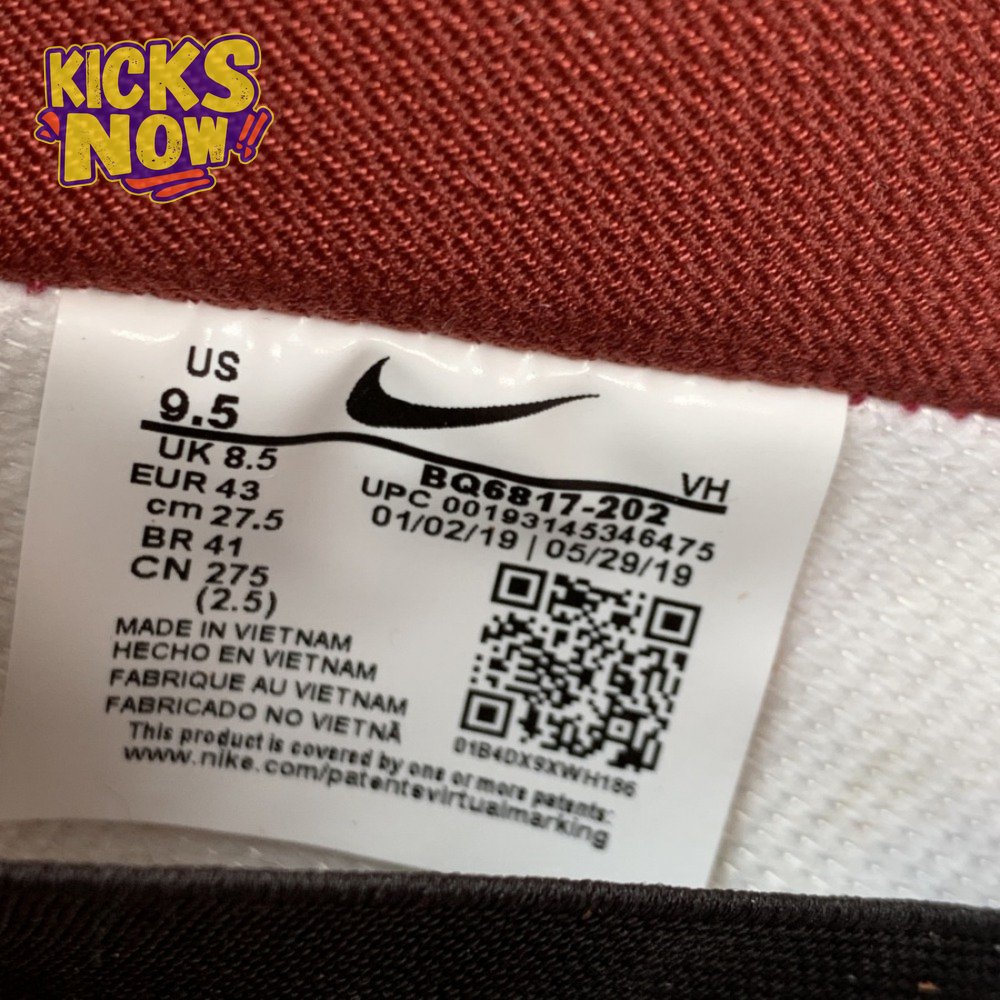 KICKS
NOW!!
US
9.5
UK 8.5
EUR 43
cm 27.5
BR 41
CN 275
(2.5)
VH
BQ6817-202
UPC 00193145346475
01/02/19 | 05/29/19
MADE IN VIETNAM
HECHO EN VIETNAM
FABRIQUE AU VIETNAM
FABRICADO NO VIETNÃ
This product is covered by one or more patents:
www.nike.com/patentsvirtualmarking
01B4DX9XWH186